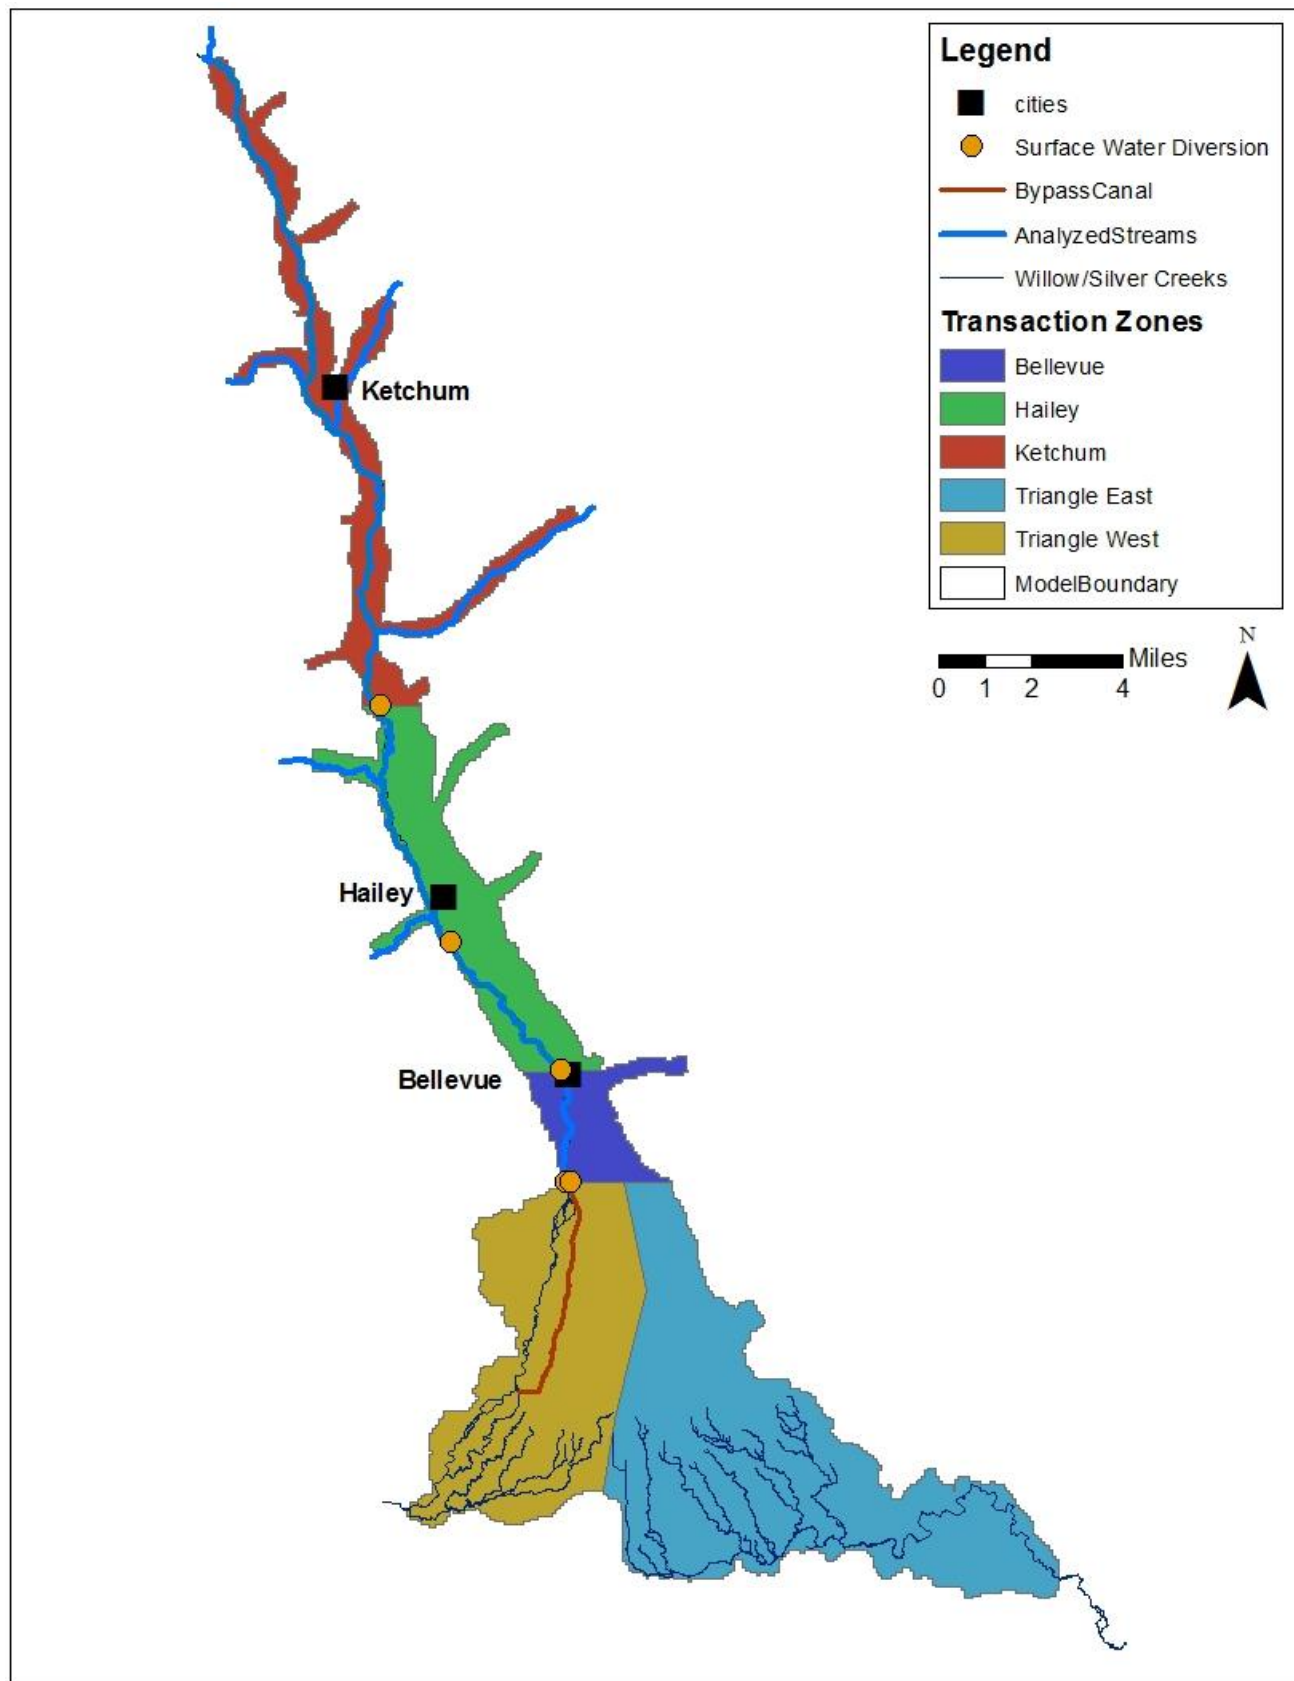 Legend
cities
Surface Water Diversion
BypassCanal
AnalyzedStreams
Willow/Silver Creeks
Transaction Zones
Bellevue
Hailey
Ketchum
Triangle East
Triangle West
ModelBoundary
Miles
0 1 2 4
N
Ketchum
Hailey
Bellevue